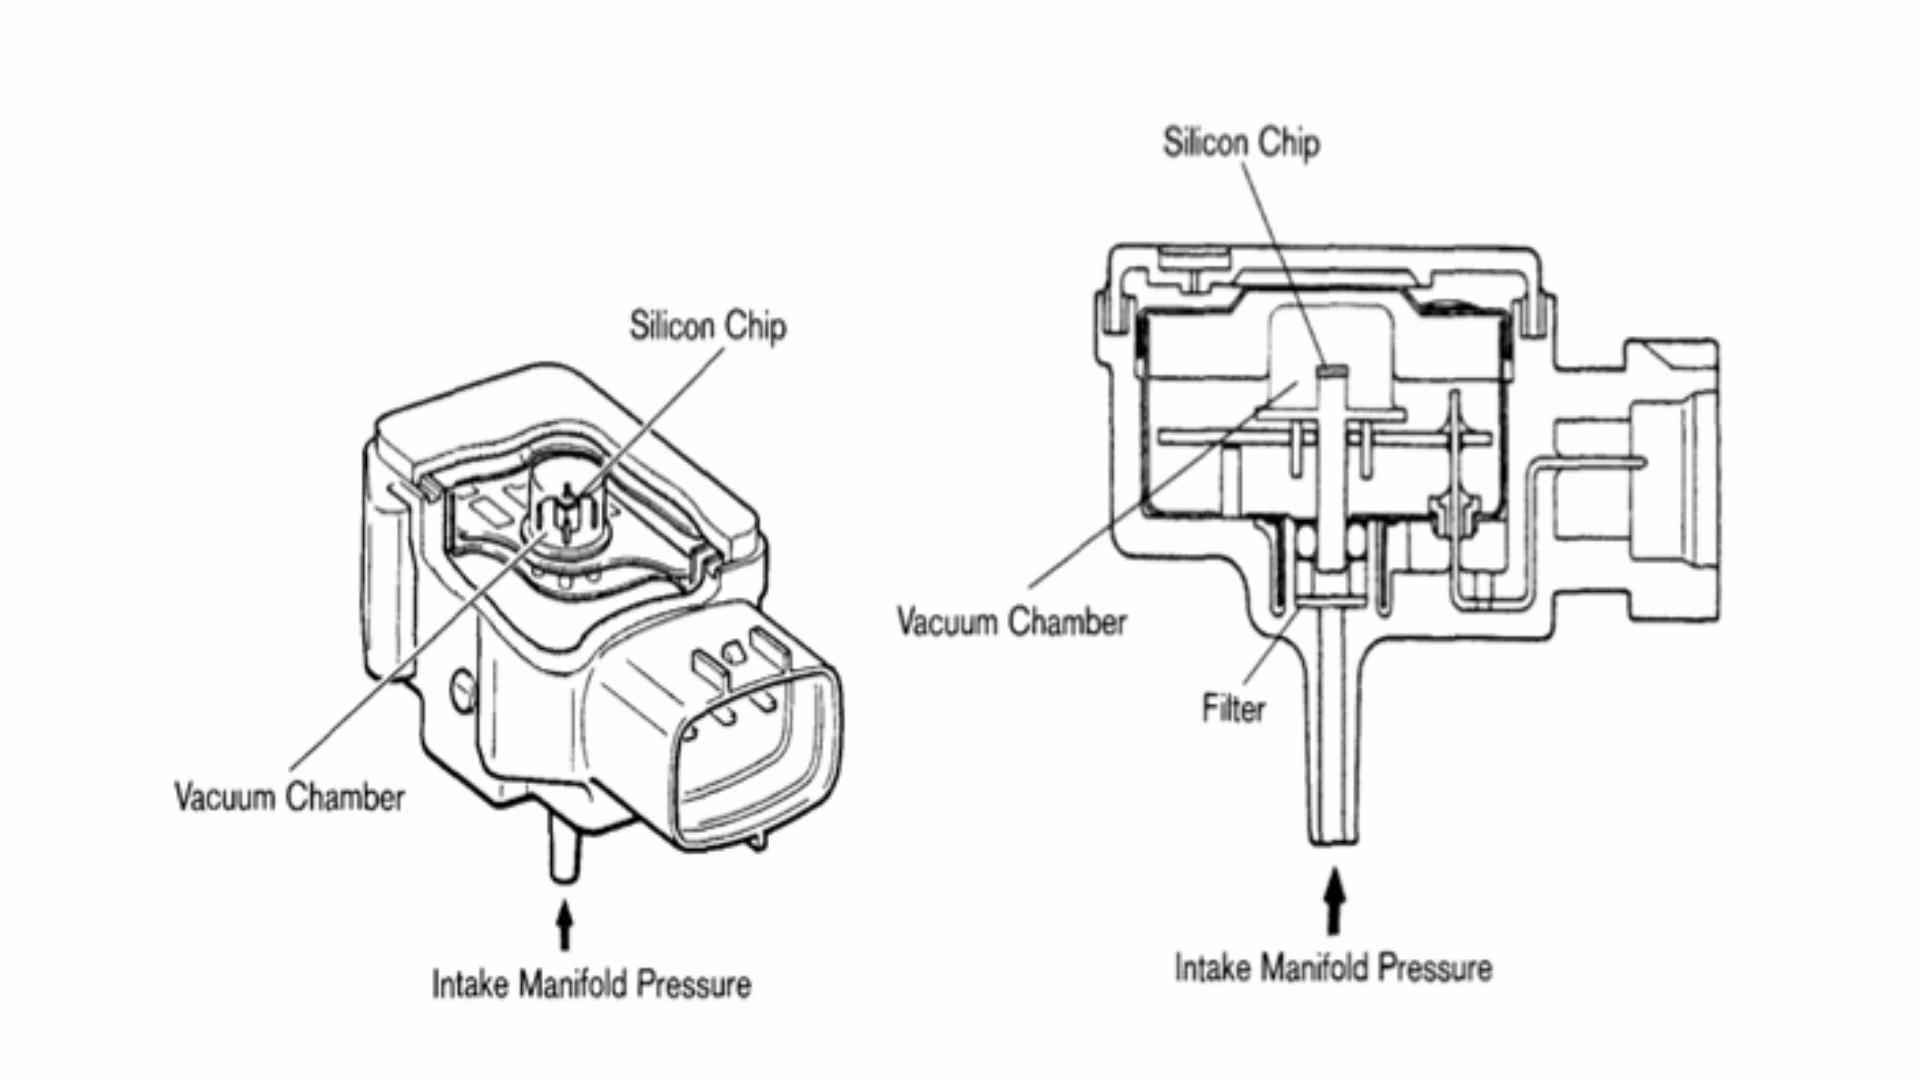 Silicon Chip
Vacuum Chamber
Intake Manifold Pressure
Silicon Chip
Vacuum Chamber
Filter
Intake Manifold Pressure